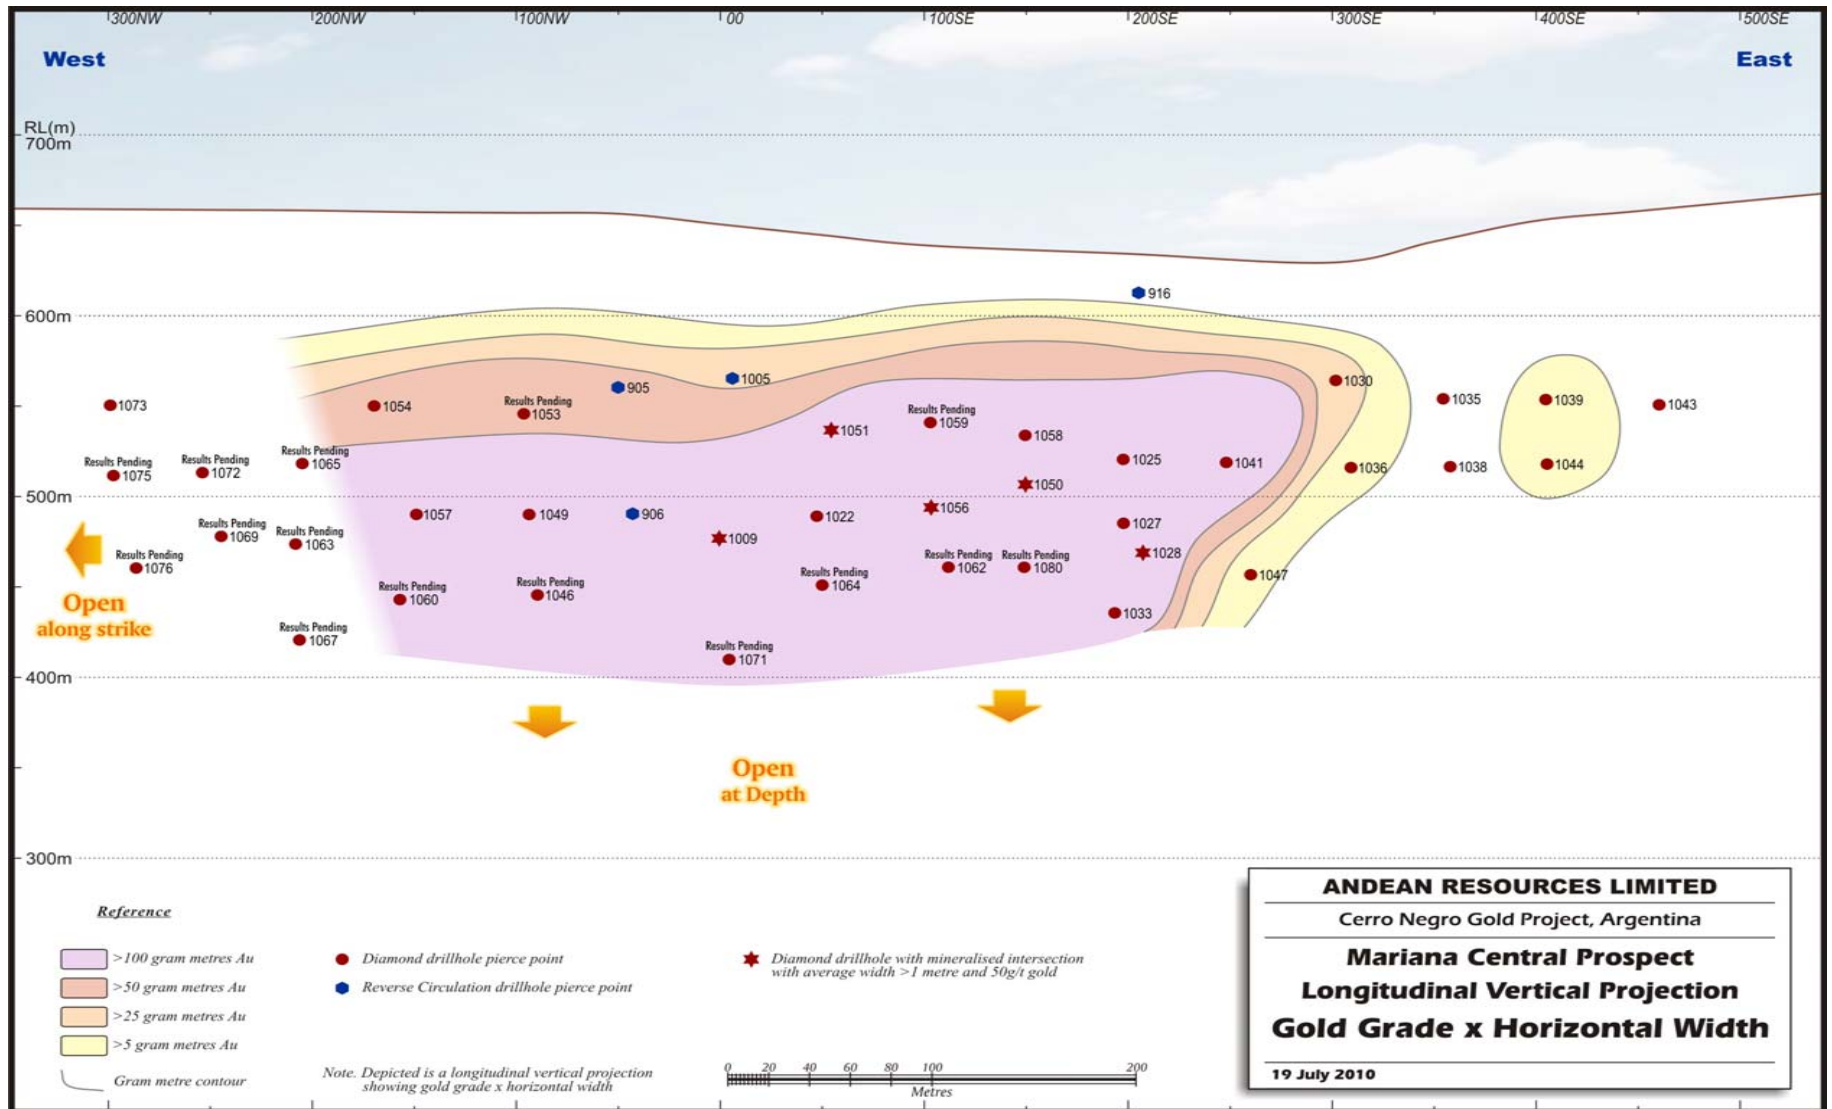 300NW 200NW 100NW 00 100SE 200SE 300SE 400SE 500SE
West
East
RL(m)
700m
916
600m
1005
905
1030
1073
1054
Results Pending
1053
1035
1039
1043
Results Pending
1059
1051
1058
Results Pending
1065
Results Pending
1075
Results Pending
1072
1025
1041
1036
1038
1044
500m
1050
1056
1057
1049
906
1022
1027
Results Pending
1069
Results Pending
1063
1009
1028
Results Pending
1076
Results Pending
1062
Results Pending
1080
1047
Results Pending
1064
Results Pending
1060
Results Pending
1046
1033
Open
along strike
Results Pending
1067
Results Pending
1071
400m
Open
at Depth
300m
Reference
>100 gram metres Au
>50 gram metres Au
>25 gram metres Au
>5 gram metres Au
Gram metre contour
Diamond drillhole pierce point
Reverse Circulation drillhole pierce point
Diamond drillhole with mineralised intersection
with average width >1 metre and 50g/t gold
Note. Depicted is a longitudinal vertical projection
showing gold grade x horizontal width
0 20 40 60 80 100 200
Metres
ANDEAN RESOURCES LIMITED
Cerro Negro Gold Project, Argentina
Mariana Central Prospect
Longitudinal Vertical Projection
Gold Grade x Horizontal Width
19 July 2010